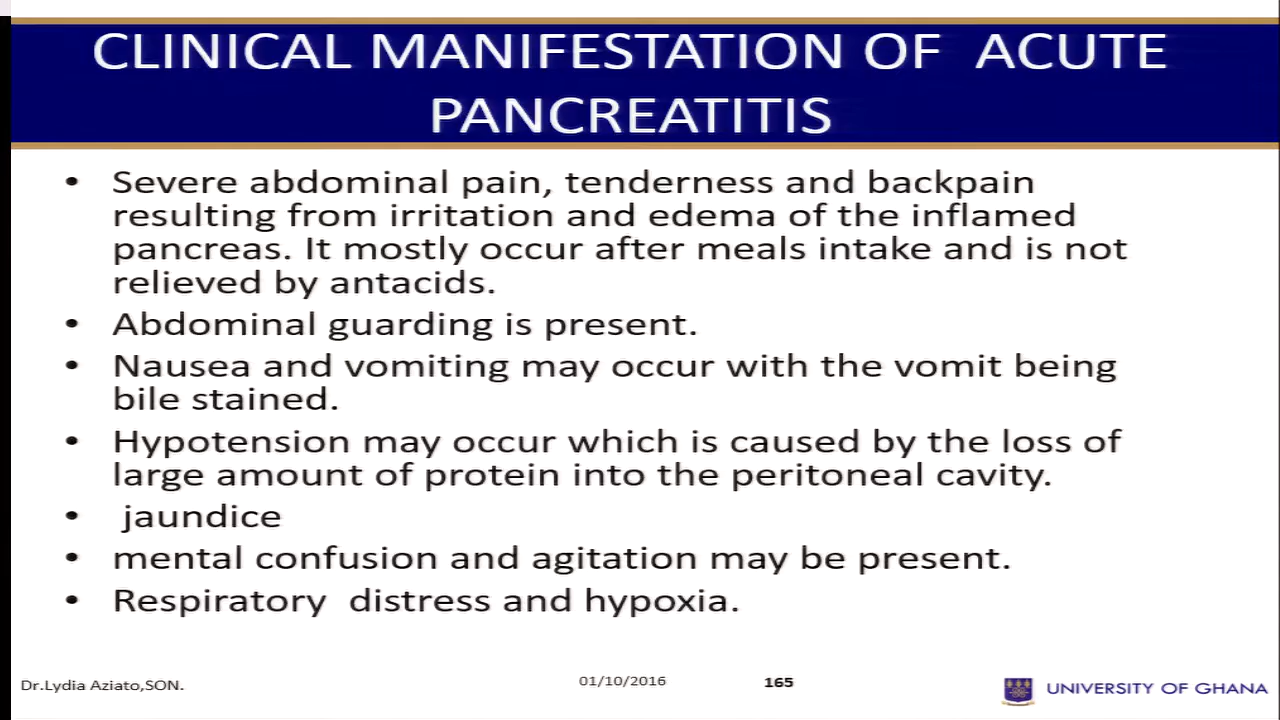 CLINICAL MANIFESTATION OF ACUTE
PANCREATITIS
• Severe abdominal pain, tenderness and backpain
resulting from irritation and edema of the inflamed
pancreas. It mostly occur after meals intake and is not
relieved by antacids.
• Abdominal guarding is present.
• Nausea and vomiting may occur with the vomit being
bile stained.
• Hypotension may occur which is caused by the loss of
large amount of protein into the peritoneal cavity.
• jaundice
• mental confusion and agitation may be present.
• Respiratory distress and hypoxia.
Dr.Lydia Aziato,SON.
01/10/2016
165
UNIVERSITY OF GHANA